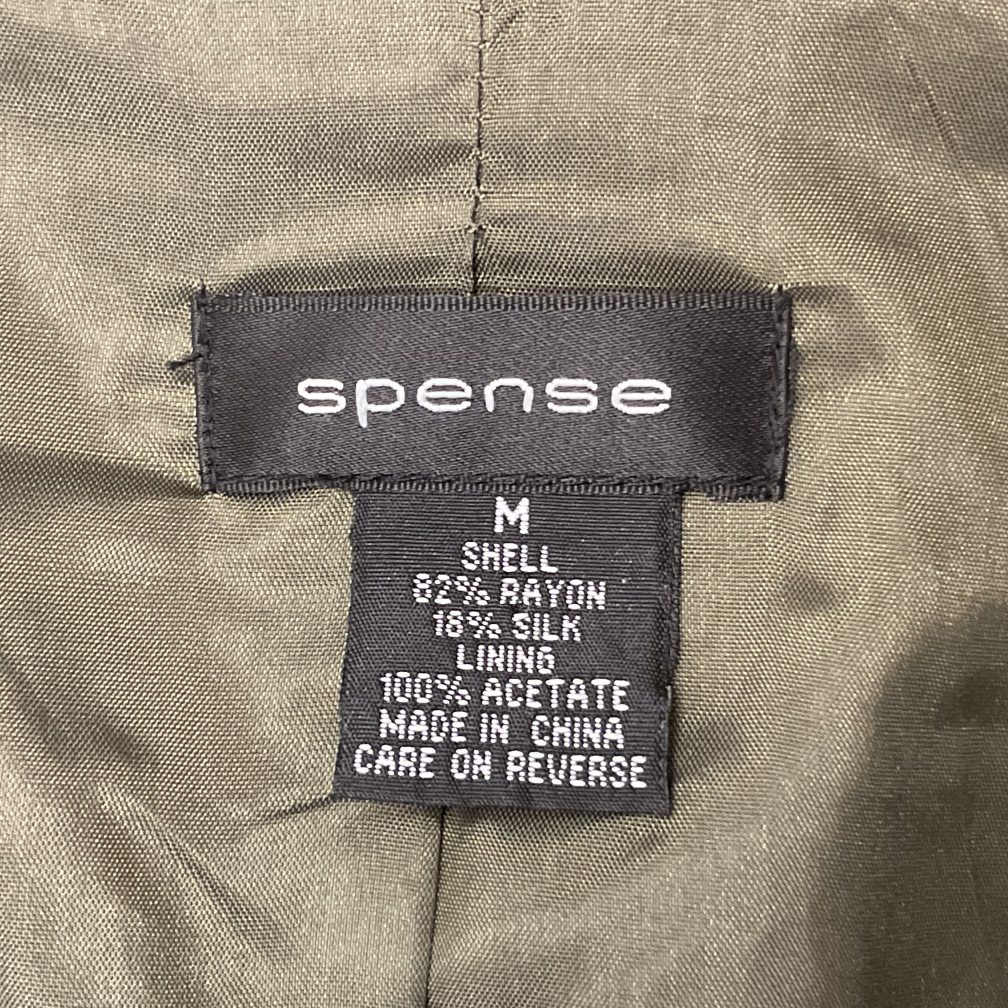 spense
M
SHELL
82% RAYON
18% SILK
LINING
100% ACETATE
MADE IN CHINA
CARE ON REVERSE